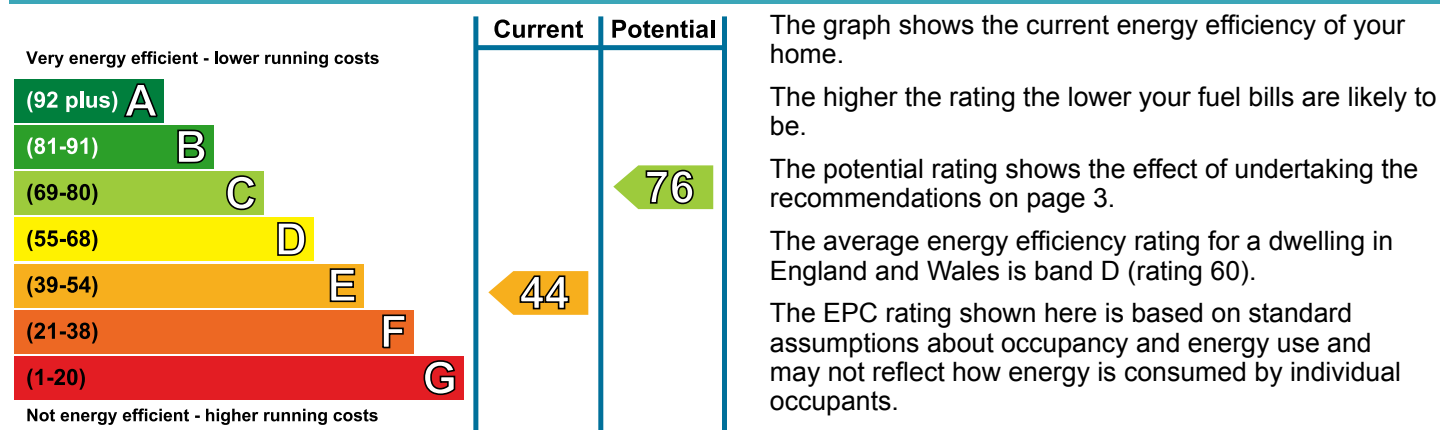 Current Potential
Very energy efficient - lower running costs
(92 plus) A
(81-91) B
(69-80) C
76
(55-68) D
(39-54) E
44
(21-38) F
(1-20) G
Not energy efficient - higher running costs
The graph shows the current energy efficiency of your
home.
The higher the rating the lower your fuel bills are likely to
be.
The potential rating shows the effect of undertaking the
recommendations on page 3.
The average energy efficiency rating for a dwelling in
England and Wales is band D (rating 60).
The EPC rating shown here is based on standard
assumptions about occupancy and energy use and
may not reflect how energy is consumed by individual
occupants.